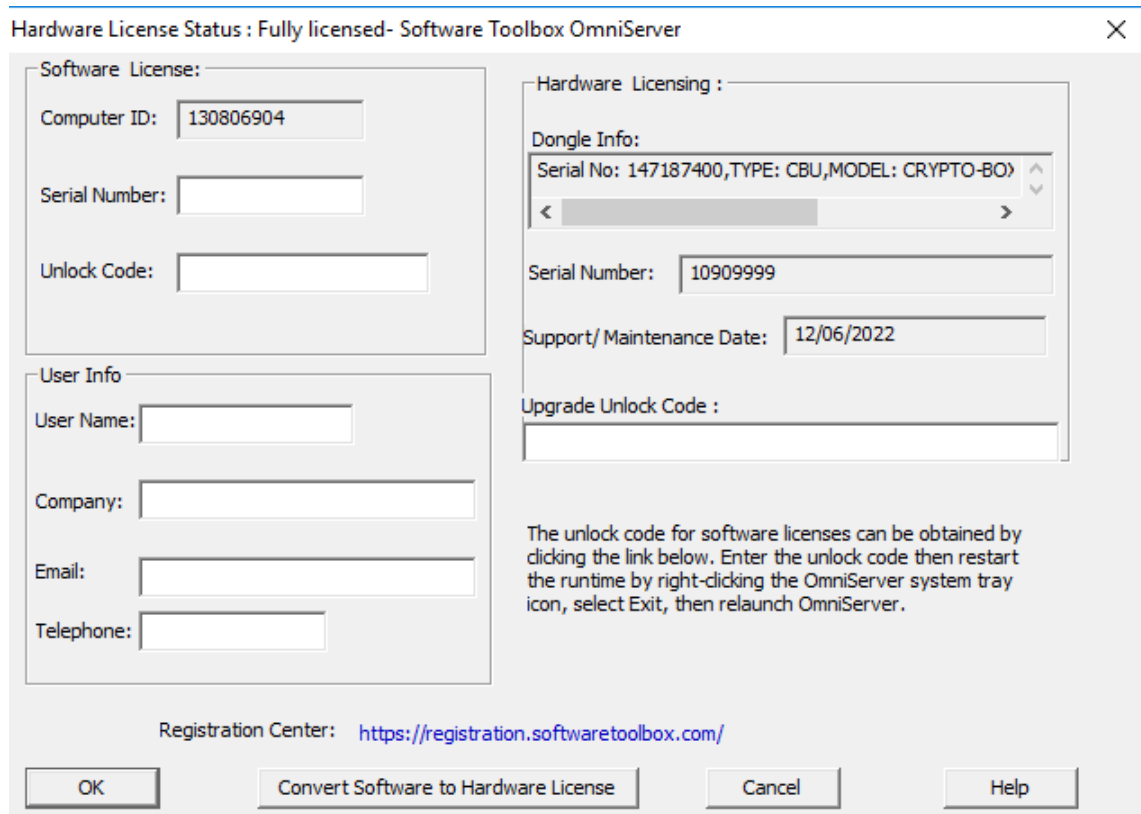 Hardware License Status : Fully licensed- Software Toolbox OmniServer
Software License:
Computer ID: 130806904
Serial Number:
Unlock Code:
Hardware Licensing :
Dongle Info:
Serial No: 147187400,TYPE: CBU,MODEL: CRYPTO-BOX
Serial Number: 10909999
Support/ Maintenance Date: 12/06/2022
Upgrade Unlock Code :
User Info
User Name:
Company:
Email:
Telephone:
The unlock code for software licenses can be obtained by
clicking the link below. Enter the unlock code then restart
the runtime by right-clicking the OmniServer system tray
icon, select Exit, then relaunch OmniServer.
Registration Center: https://registration.softwaretoolbox.com/
OK Convert Software to Hardware License Cancel Help